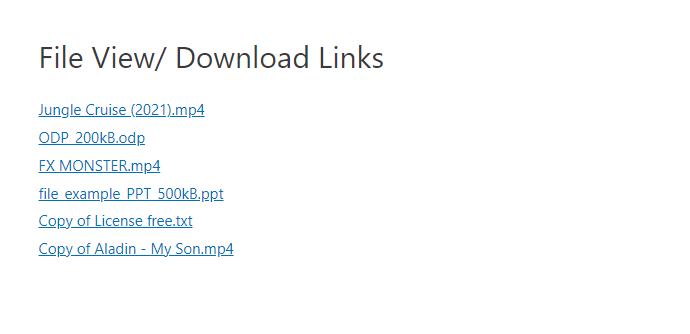 File View/ Download Links
Jungle Cruise (2021).mp4
ODP_200kB.odp
FX MONSTER.mp4
file_example_PPT_500kB.ppt
Copy of License free.txt
Copy of Aladin - My Son.mp4